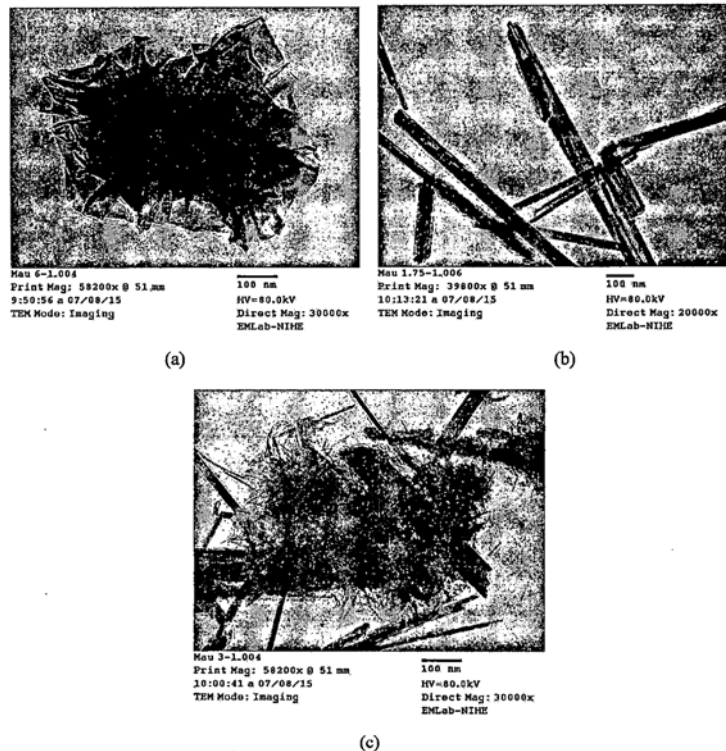 Mau 6-1.004
Print Mag: 58200x @ 51 mm
9:50:56 a 07/08/15
TEM Mode: Imaging
100 nm
HV=80.0kV
Direct Mag: 30000x
EMLab-NIHE
(a)
Mau 1.75-1.006
Print Mag: 39800x @ 51 mm
10:13:21 a 07/08/15
TEM Mode: Imaging
100 nm
HV=80.0kV
Direct Mag: 20000x
EMLab-NIHE
(b)
Mau 3-1.004
Print Mag: 58200x @ 51 mm
10:00:41 a 07/08/15
TEM Mode: Imaging
100 nm
HV=80.0kV
Direct Mag: 30000x
EMLab-NIHE
(c)